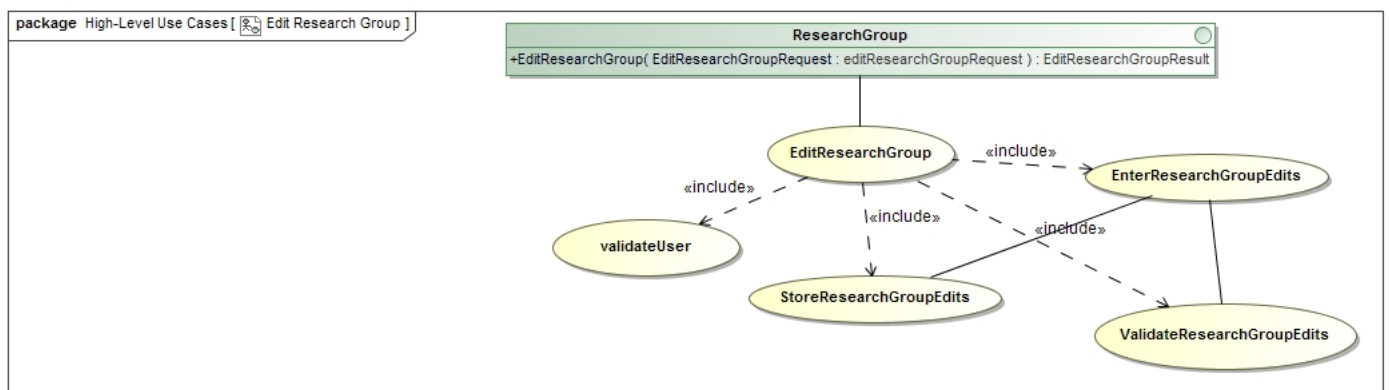 package High-Level Use Cases [ Edit Research Group ]
ResearchGroup
+EditResearchGroup( EditResearchGroupRequest : editResearchGroupRequest ) : EditResearchGroupResult
EditResearchGroup
«include»
EnterResearchGroupEdits
«include»
«include»
«include»
validateUser
StoreResearchGroupEdits
ValidateResearchGroupEdits